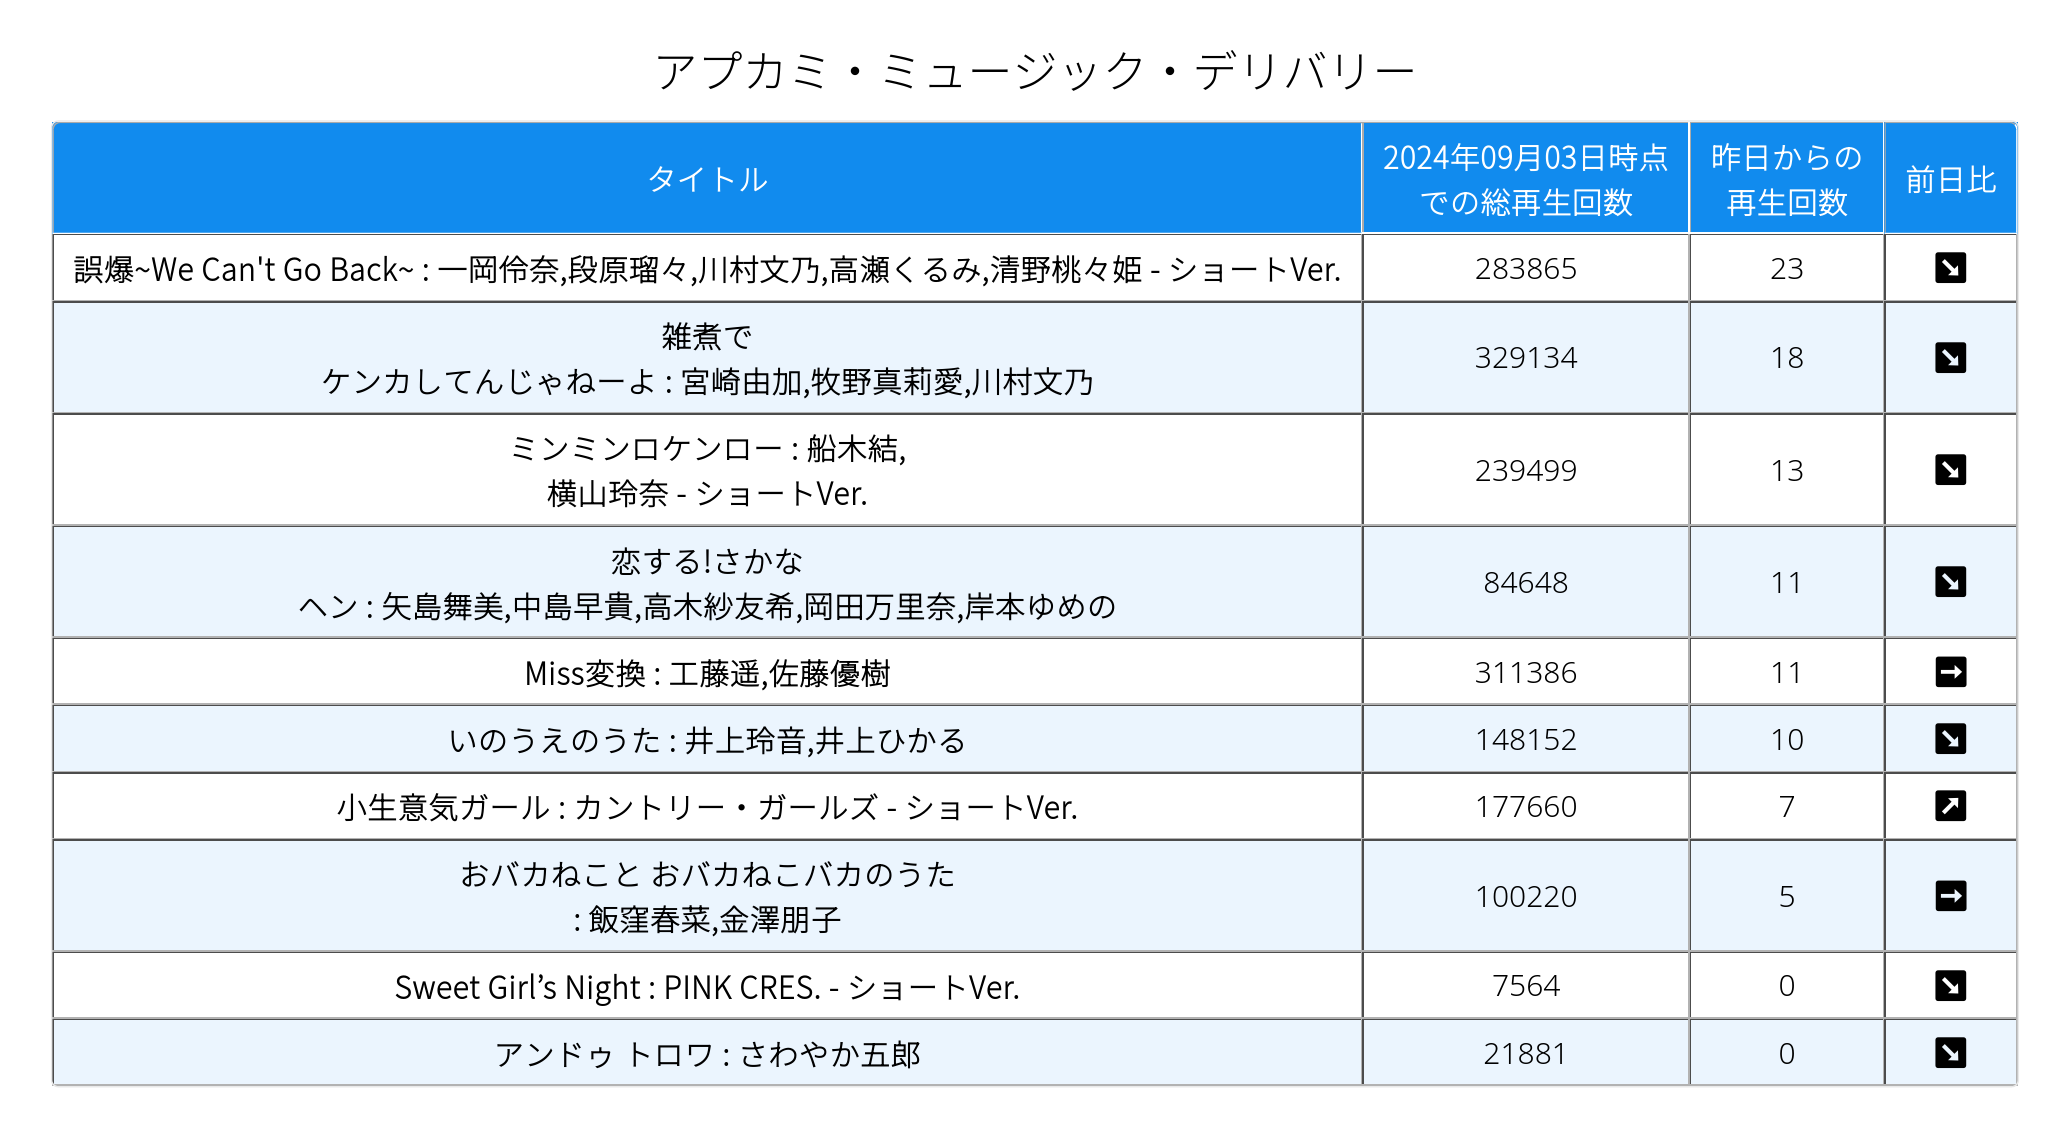 アプカミ・ミュージック・デリバリー
タイトル
2024年09月03日時点
での総再生回数
昨日からの
再生回数
前日比
誤爆~We Can't Go Back~ : 一岡伶奈,段原瑠々,川村文乃,高瀬くるみ,清野桃々姫 - ショートVer.
283865
23
雑煮で
ケンカしてんじゃねーよ : 宮崎由加,牧野真莉愛,川村文乃
329134
18
ミンミンロケンロー : 船木結,
横山玲奈 - ショートVer.
239499
13
恋する!さかな
ヘン : 矢島舞美,中島早貴,高木紗友希,岡田万里奈,岸本ゆめの
84648
11
Miss変換 : 工藤遥,佐藤優樹
311386
11
いのうえのうた : 井上玲音,井上ひかる
148152
10
小生意気ガール : カントリー・ガールズ - ショートVer.
177660
7
おバカねこと おバカねこバカのうた
: 飯窪春菜,金澤朋子
100220
5
Sweet Girl’s Night : PINK CRES. - ショートVer.
7564
0
アンドゥ トロワ : さわやか五郎
21881
0